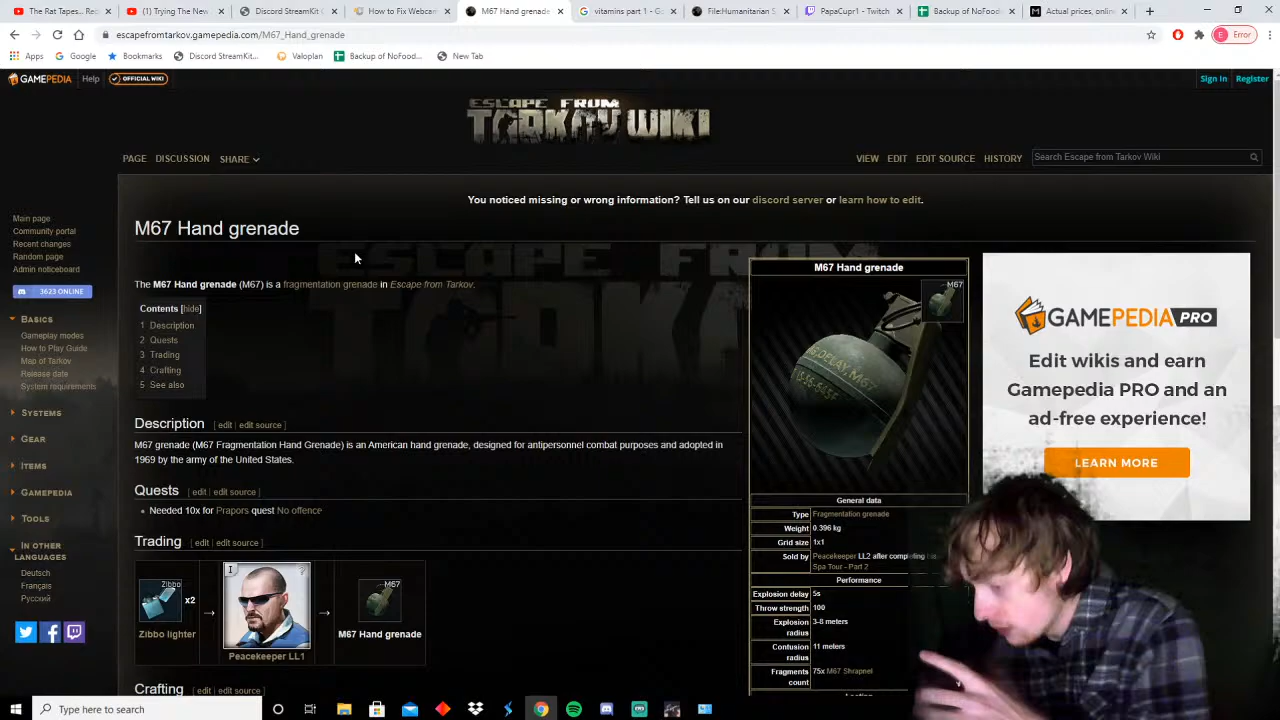 (1) Trying The New
Discord StreamKit
How to Fix Webcam
M67 Hand grenade
vitamins part 1 - Go
File:Humanitarian S
PapaCup1 - Twitch
Backup of NoFood
Actual prices, online
escapefromtarkov.gamepedia.com/M67_Hand_grenade
Error
Apps
Google
Bookmarks
Discord StreamKit...
Valoplan
Backup of NoFood...
New Tab
GAMEPEDIA
Help
OFFICIAL WIKI
Sign In
Register
ESCAPE FROM
TARKOV WIKI
PAGE
DISCUSSION
SHARE
VIEW
EDIT
EDIT SOURCE
HISTORY
Search Escape from Tarkov Wiki
You noticed missing or wrong information? Tell us on our discord server or learn how to edit.
Main page
Community portal
Recent changes
Random page
Admin noticeboard
3623 ONLINE
BASICS
Gameplay modes
How to Play Guide
Map of Tarkov
Release date
System requirements
SYSTEMS
GEAR
ITEMS
GAMEPEDIA
TOOLS
IN OTHER
LANGUAGES
Deutsch
Français
Русский
M67 Hand grenade
ESCAPE FROM
The M67 Hand grenade (M67) is a fragmentation grenade in Escape from Tarkov.
Contents [hide]
1 Description
2 Quests
3 Trading
4 Crafting
5 See also
Description [ edit | edit source ]
M67 grenade (M67 Fragmentation Hand Grenade) is an American hand grenade, designed for antipersonnel combat purposes and adopted in
1969 by the army of the United States.
Quests [ edit | edit source ]
Needed 10x for Prapors quest No offence
Trading [ edit | edit source ]
Zibbo
x2
Zibbo lighter
I
Peacekeeper LL1
M67
M67 Hand grenade
Crafting [ edit | edit source ]
M67 Hand grenade
M67
General data
Type Fragmentation grenade
Weight 0.396 kg
Grid size 1x1
Sold by Peacekeeper LL2 after
Spa Tour - Part 2
Performance
Explosion delay 5s
Throw strength 100
Explosion radius 3-8 meters
Contusion radius 11 meters
Fragments count 75x M67 Shrapnel
GAMEPEDIA PRO
Edit wikis and earn
Gamepedia PRO and an
ad-free experience!
LEARN MORE
Type here to search